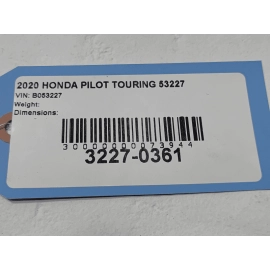 2020 HONDA PILOT TOURING 53227
VIN: B053227
Weight:
Dimensions:
3000000073944
3227-0361